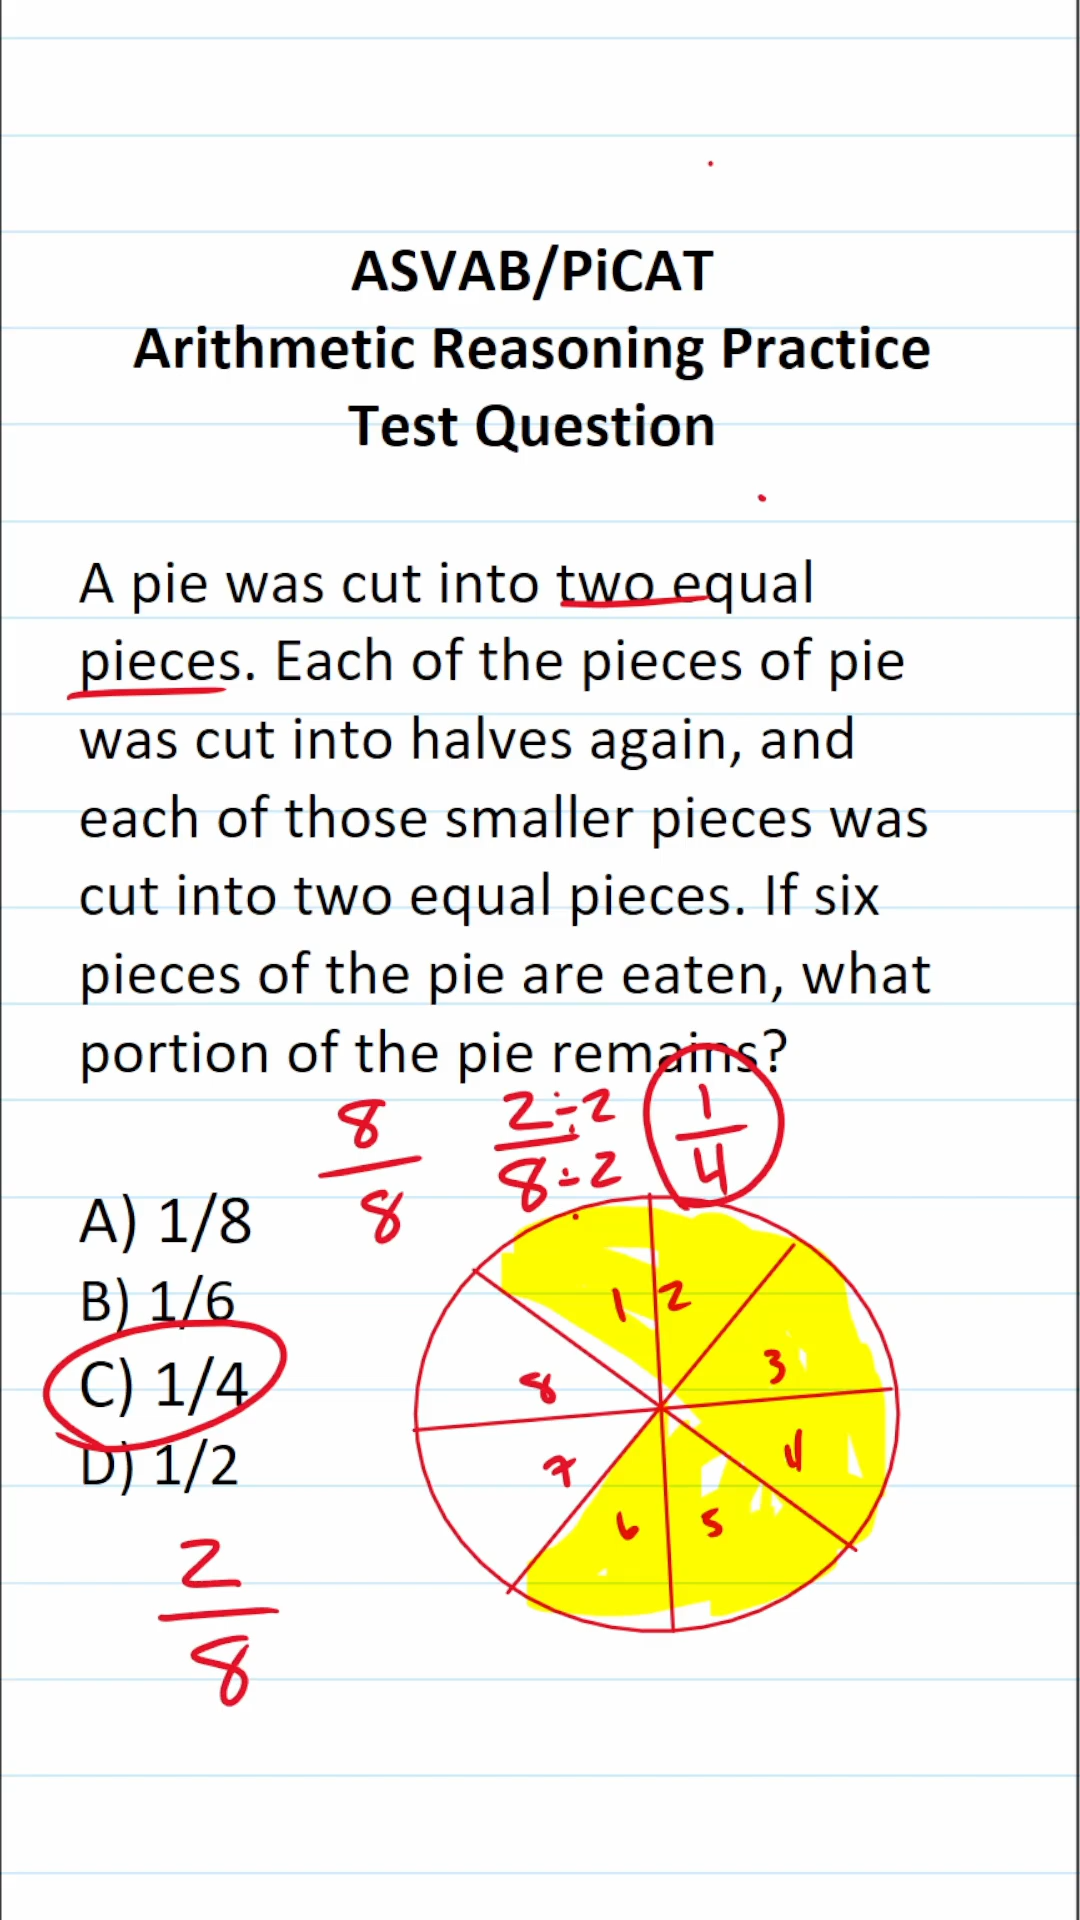 ASVAB/PiCAT
Arithmetic Reasoning Practice
Test Question
A pie was cut into two equal
pieces. Each of the pieces of pie
was cut into halves again, and
each of those smaller pieces was
cut into two equal pieces. If six
pieces of the pie are eaten, what
portion of the pie remains?
8
8
2÷2
8÷2
1
4
A) 1/8
B) 1/6
C) 1/4
D) 1/2
1 2
3
8
4
7
6 5
2
8